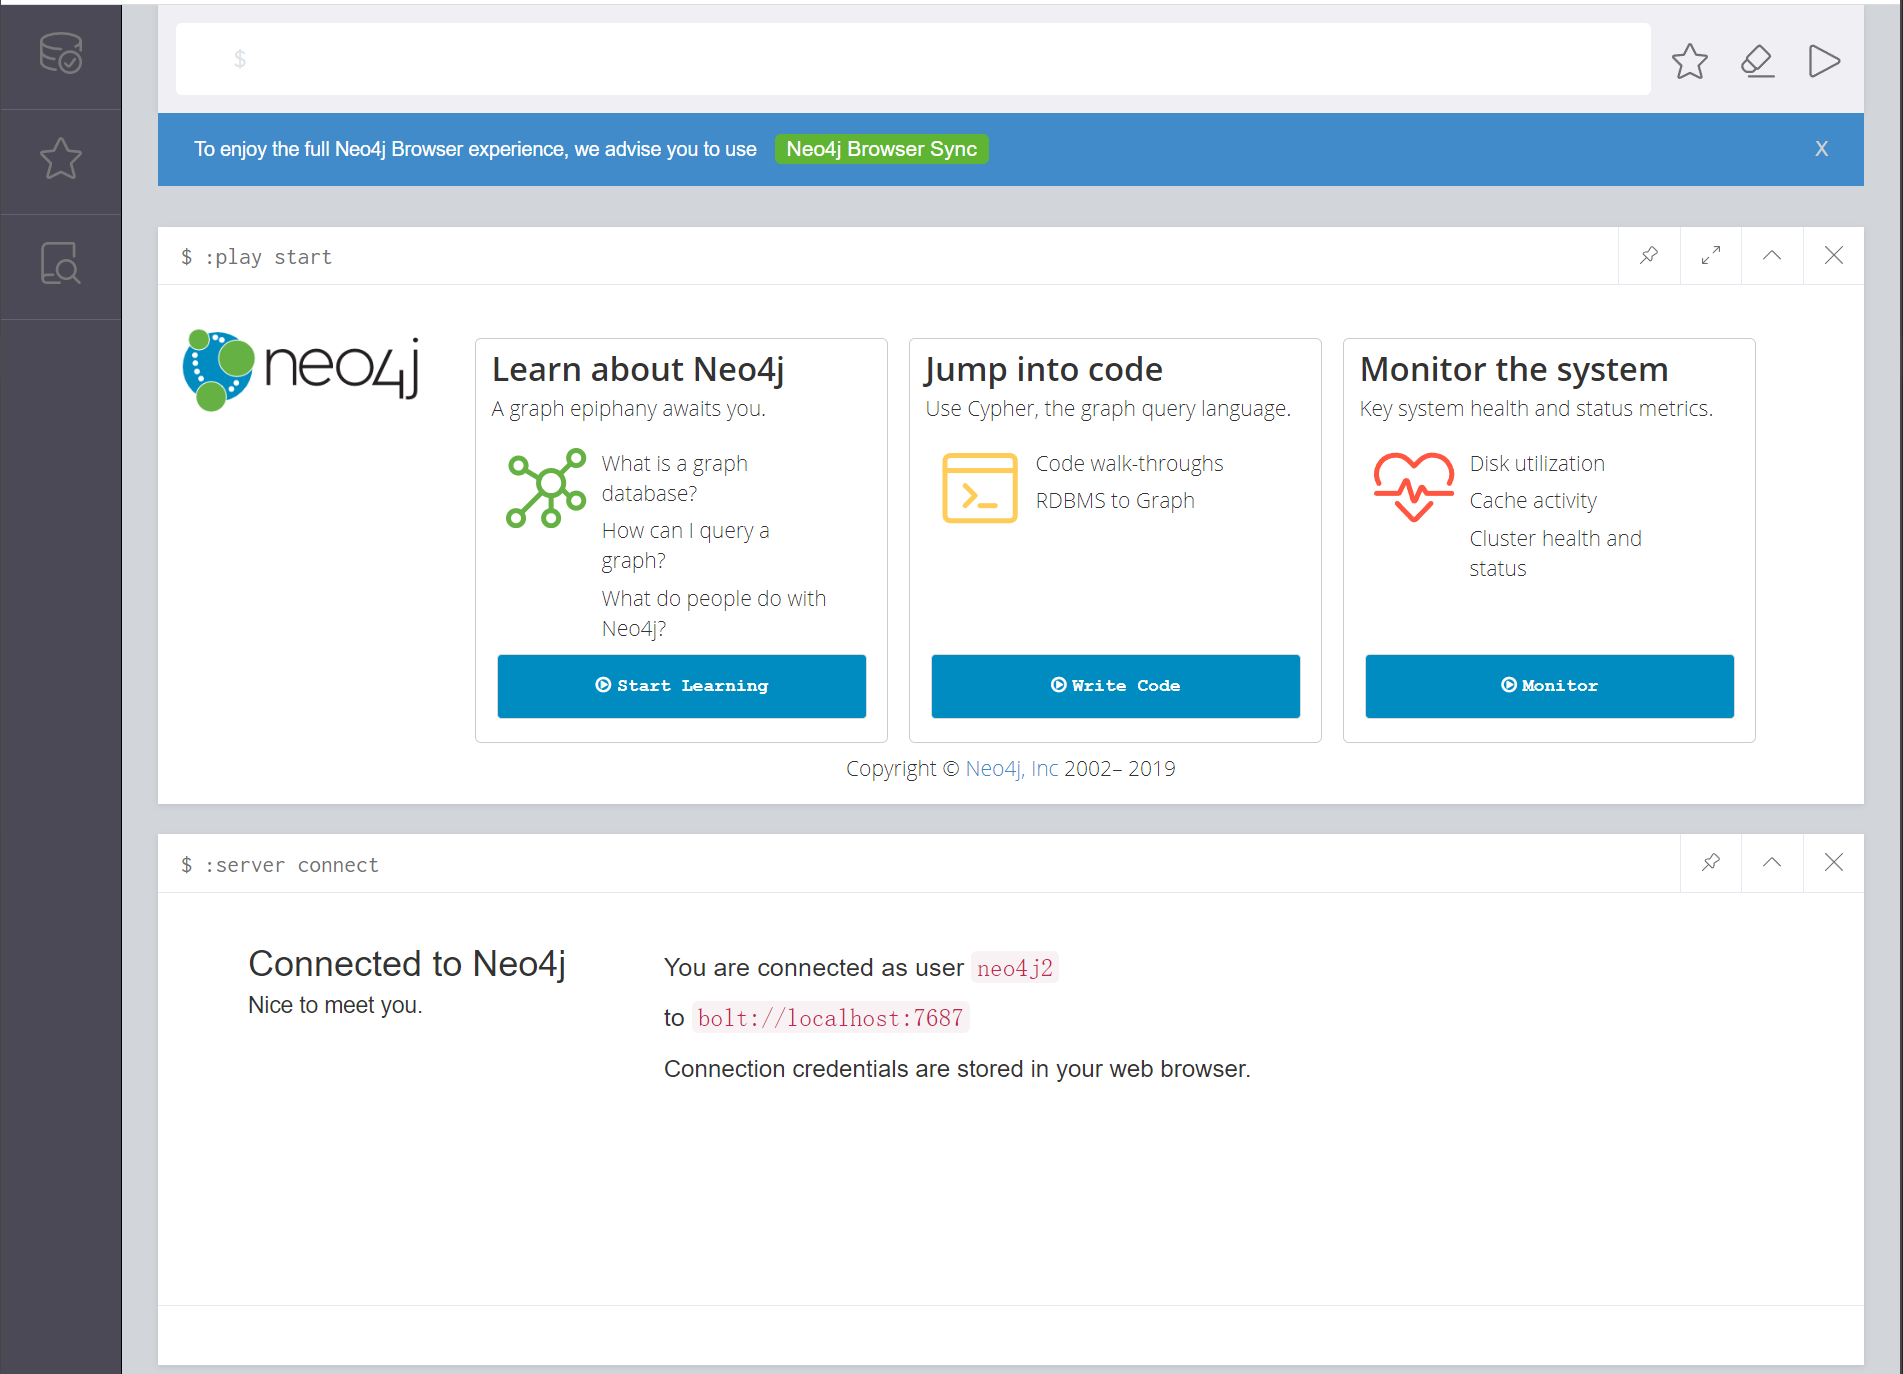 $
To enjoy the full Neo4j Browser experience, we advise you to use Neo4j Browser Sync X
$ :play start
neo4j
Learn about Neo4j
A graph epiphany awaits you.
What is a graph
database?
How can I query a
graph?
What do people do with
Neo4j?
Start Learning
Jump into code
Use Cypher, the graph query language.
Code walk-throughs
RDBMS to Graph
Write Code
Monitor the system
Key system health and status metrics.
Disk utilization
Cache activity
Cluster health and
status
Monitor
Copyright © Neo4j, Inc 2002– 2019
$ :server connect
Connected to Neo4j
Nice to meet you.
You are connected as user neo4j2
to bolt://localhost:7687
Connection credentials are stored in your web browser.